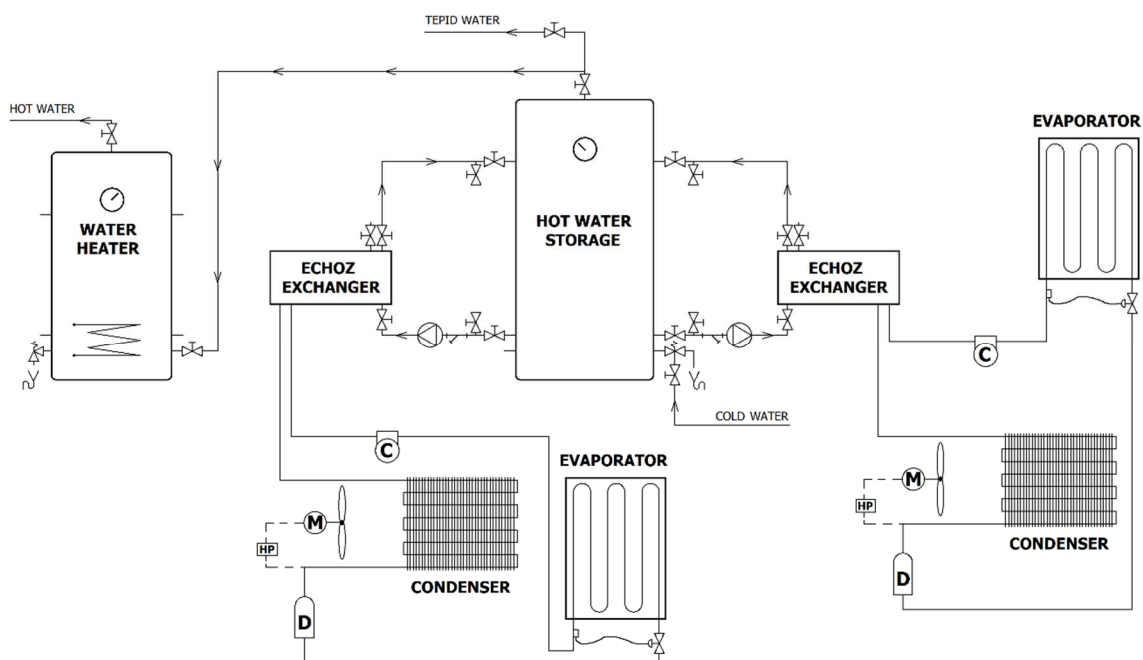 TEPID WATER
HOT WATER
EVAPORATOR
WATER
HEATER
HOT WATER
STORAGE
ECHOZ
EXCHANGER
ECHOZ
EXCHANGER
C
COLD WATER
C
EVAPORATOR
M
HP
CONDENSER
D
M
HP
CONDENSER
D